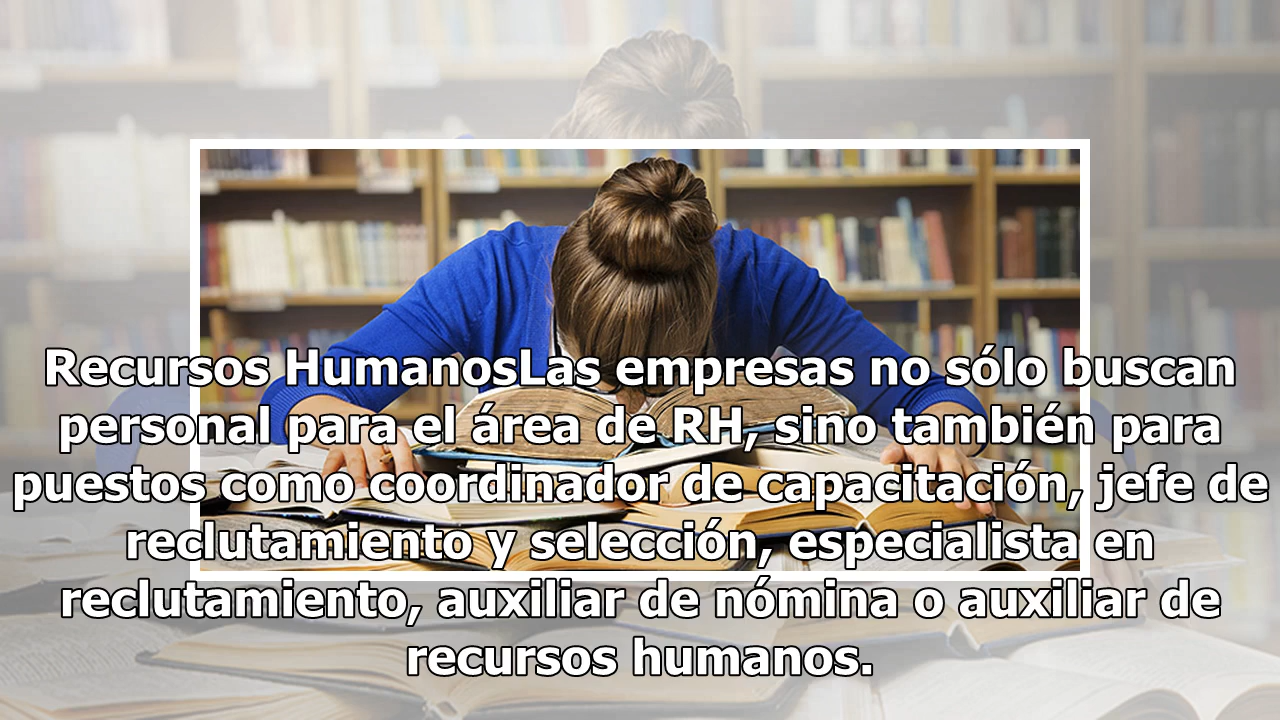 Recursos HumanosLas empresas no sólo buscan
personal para el área de RH, sino también para
puestos como coordinador de capacitación, jefe de
reclutamiento y selección, especialista en
reclutamiento, auxiliar de nómina o auxiliar de
recursos humanos.